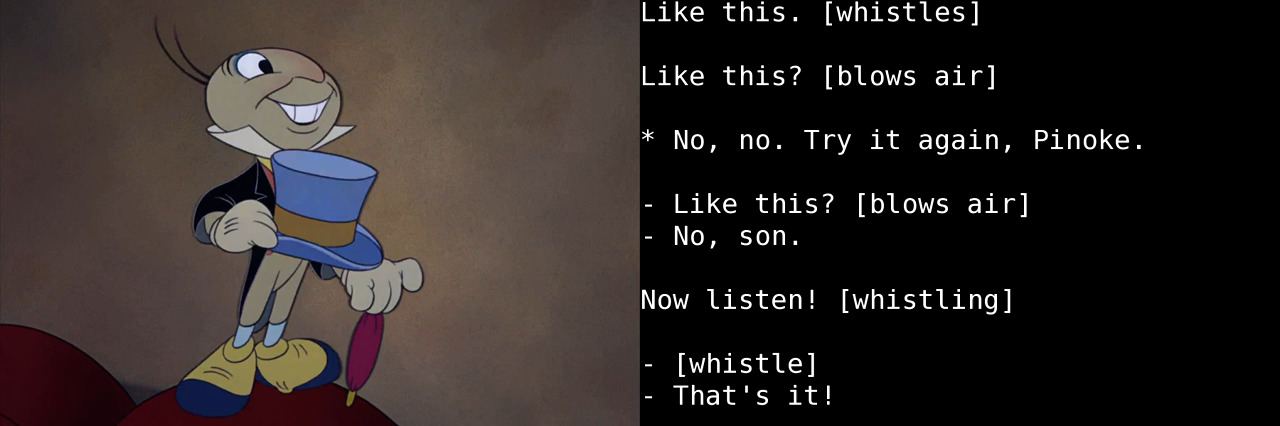 Like this. [whistles]
Like this? [blows air]
* No, no. Try it again, Pinoke.
- Like this? [blows air]
- No, son.
Now listen! [whistling]
- [whistle]
- That's it!